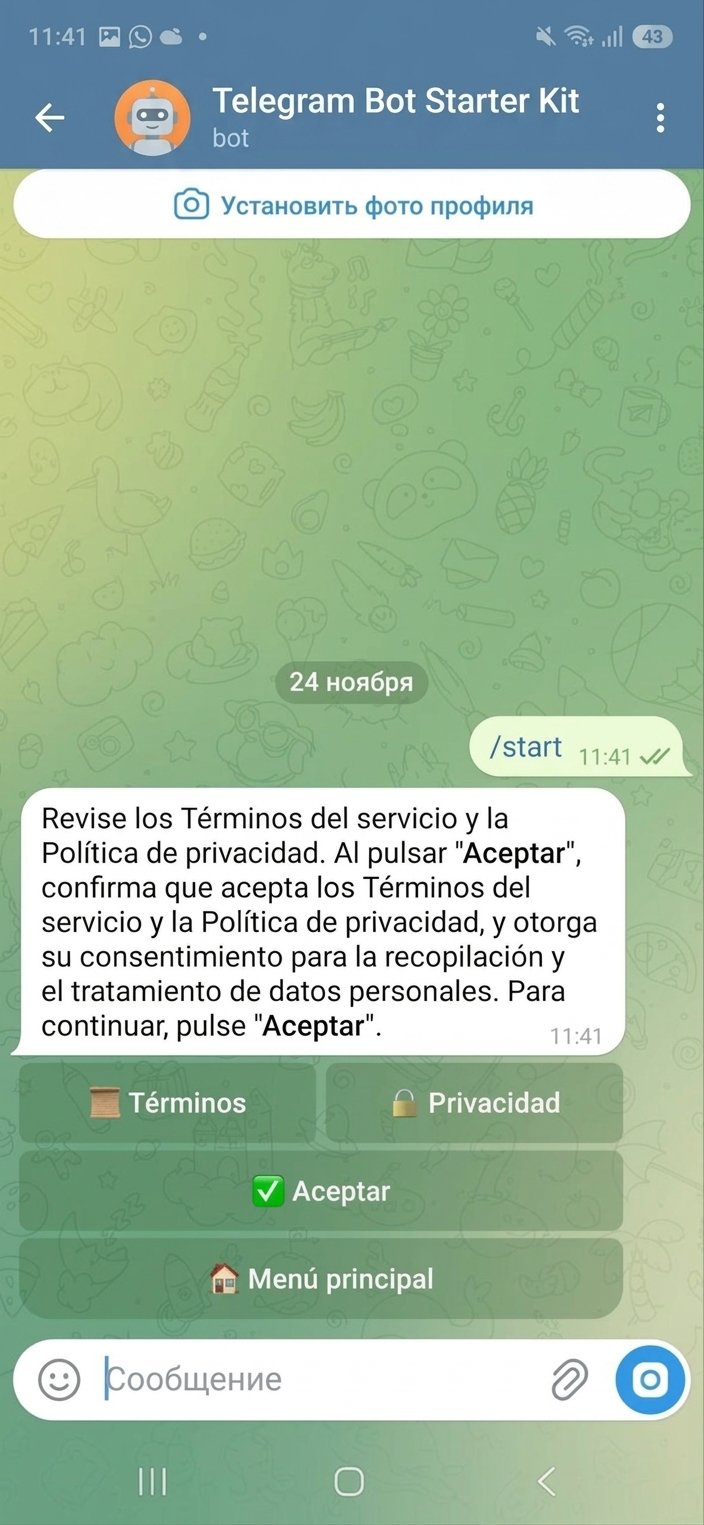 11:41
43
Telegram Bot Starter Kit
bot
Установить фото профиля
24 ноября
/start 11:41
Revise los Términos del servicio y la
Política de privacidad. Al pulsar "Aceptar",
confirma que acepta los Términos del
servicio y la Política de privacidad, y otorga
su consentimiento para la recopilación y
el tratamiento de datos personales. Para
continuar, pulse "Aceptar".
11:41
Términos
Privacidad
Aceptar
Menú principal
Сообщение